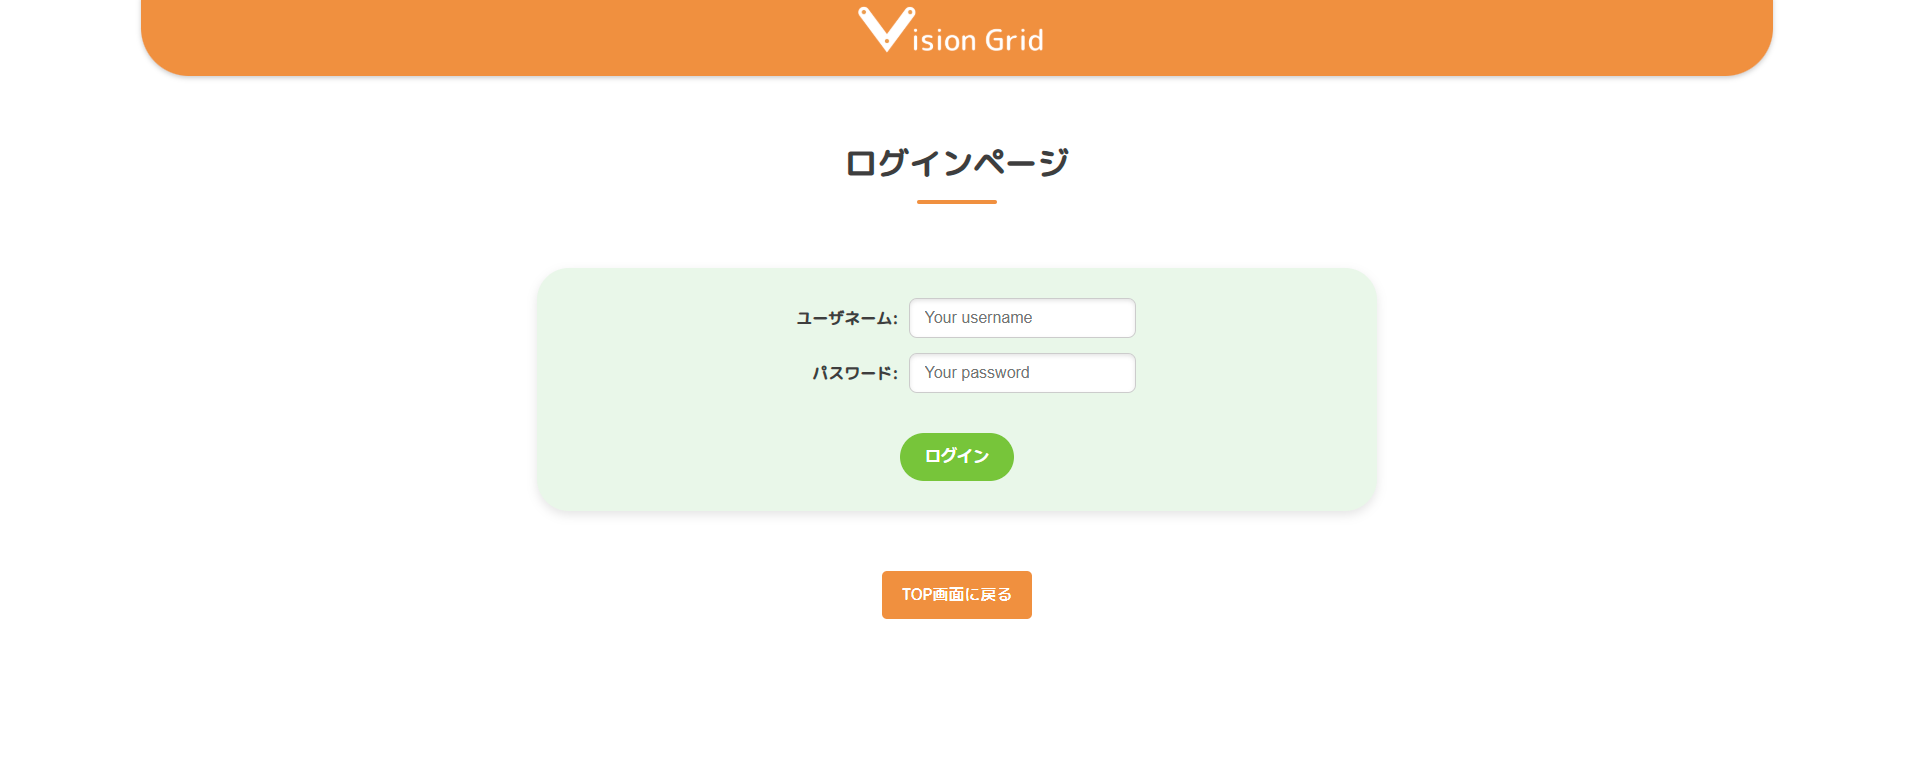 Vision Grid
ログインページ
ユーザネーム: Your username
パスワード: Your password
ログイン
TOP画面に戻る